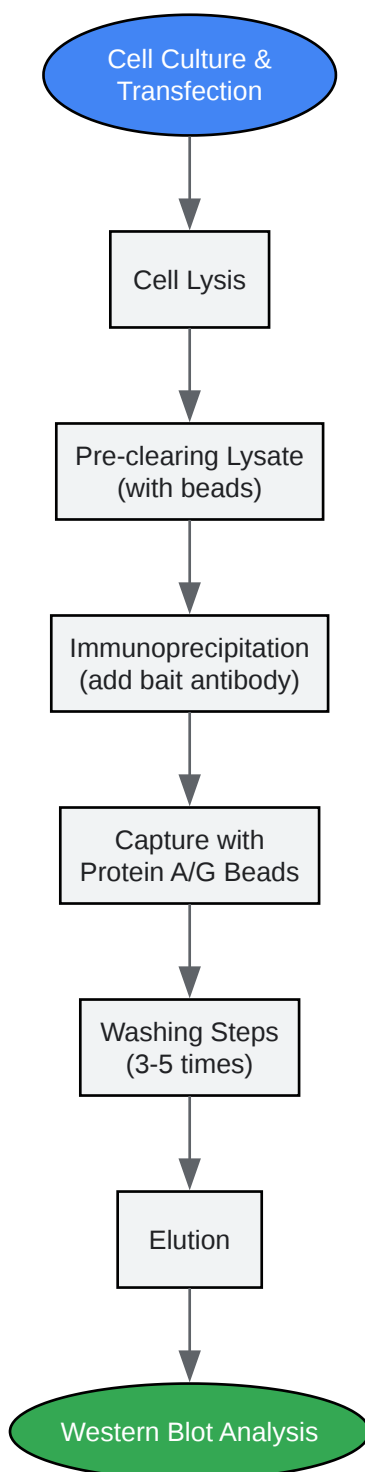 Cell Culture &
Transfection
Cell Lysis
Pre-clearing Lysate
(with beads)
Immunoprecipitation
(add bait antibody)
Capture with
Protein A/G Beads
Washing Steps
(3-5 times)
Elution
Western Blot Analysis